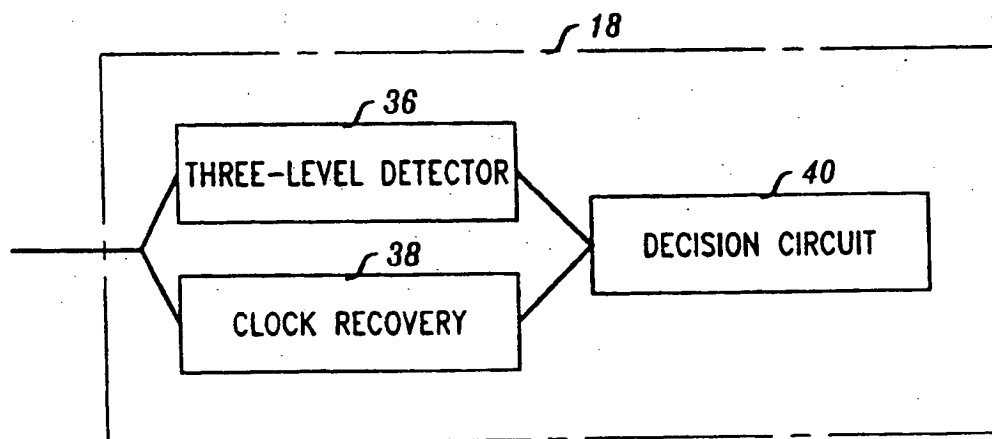 18
36
THREE-LEVEL DETECTOR
40
DECISION CIRCUIT
38
CLOCK RECOVERY